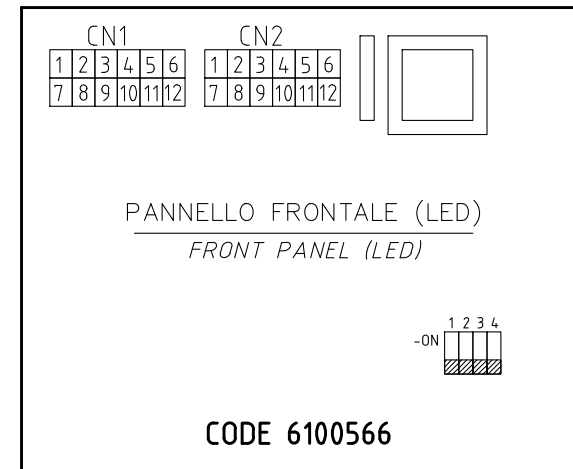 CN1 CN2
1 2 3 4 5 6 1 2 3 4 5 6
7 8 9 10 11 12 7 8 9 10 11 12
PANNELLO FRONTALE (LED)
FRONT PANEL (LED)
1 2 3 4
-ON
CODE 6100566